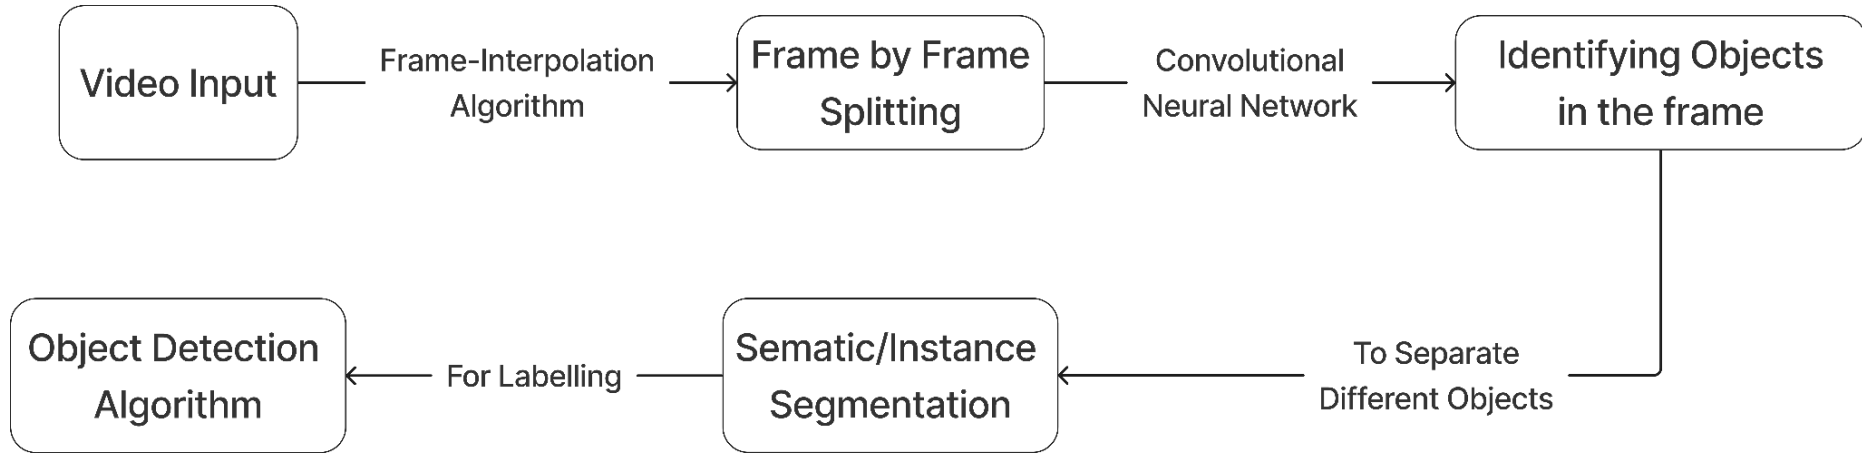 Video Input
Frame-Interpolation
Algorithm
Frame by Frame
Splitting
Convolutional
Neural Network
Identifying Objects
in the frame
To Separate
Different Objects
Sematic/Instance
Segmentation
For Labelling
Object Detection
Algorithm